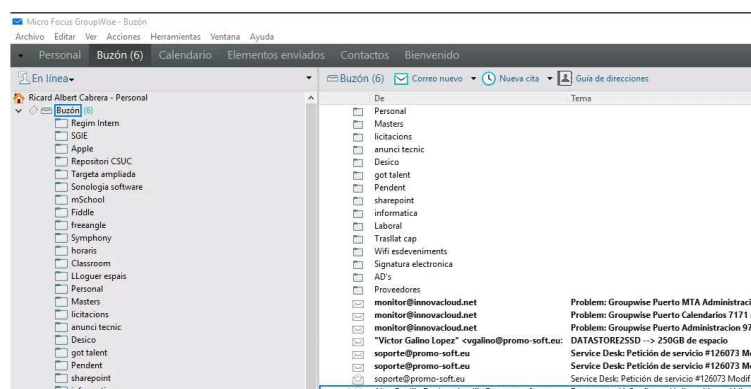 Micro Focus GroupWise - Buzón
Archivo Editar Ver Acciones Herramientas Ventana Ayuda
Personal Buzón (6) Calendario Elementos enviados Contactos Bienvenido
En línea
Buzón (6) Correo nuevo Nueva cita Guía de direcciones
Ricard Albert Cabrera - Personal
Buzón (6)
Regim Intern
SGIE
Apple
Repositori CSUC
Targeta ampliada
Sonologia software
mSchool
Fiddle
freeangle
Symphony
horaris
Classroom
LLoguer espais
Personal
Masters
licitacions
anunci tecnic
Desico
got talent
Pendent
sharepoint
De Tema
Personal
Masters
licitacions
anunci tecnic
Desico
got talent
Pendent
sharepoint
informatica
Laboral
Trasllat cap
Wifi esdeveniments
Signatura electronica
AD's
Proveedores
monitor@innovacloud.net Problem: Groupwise Puerto MTA Administraci
monitor@innovacloud.net Problem: Groupwise Puerto Calendarios 7171
monitor@innovacloud.net Problem: Groupwise Puerto Administracion 97
"Victor Galino Lopez" <vgalino@promo-soft.eu: DATASTORE2SSD --> 250GB de espacio
soporte@promo-soft.eu Service Desk: Petición de servicio #126073 Mo
soporte@promo-soft.eu Service Desk: Petición de servicio #126073 Mo
soporte@promo-soft.eu Service Desk: Petición de servicio #126073 Modif